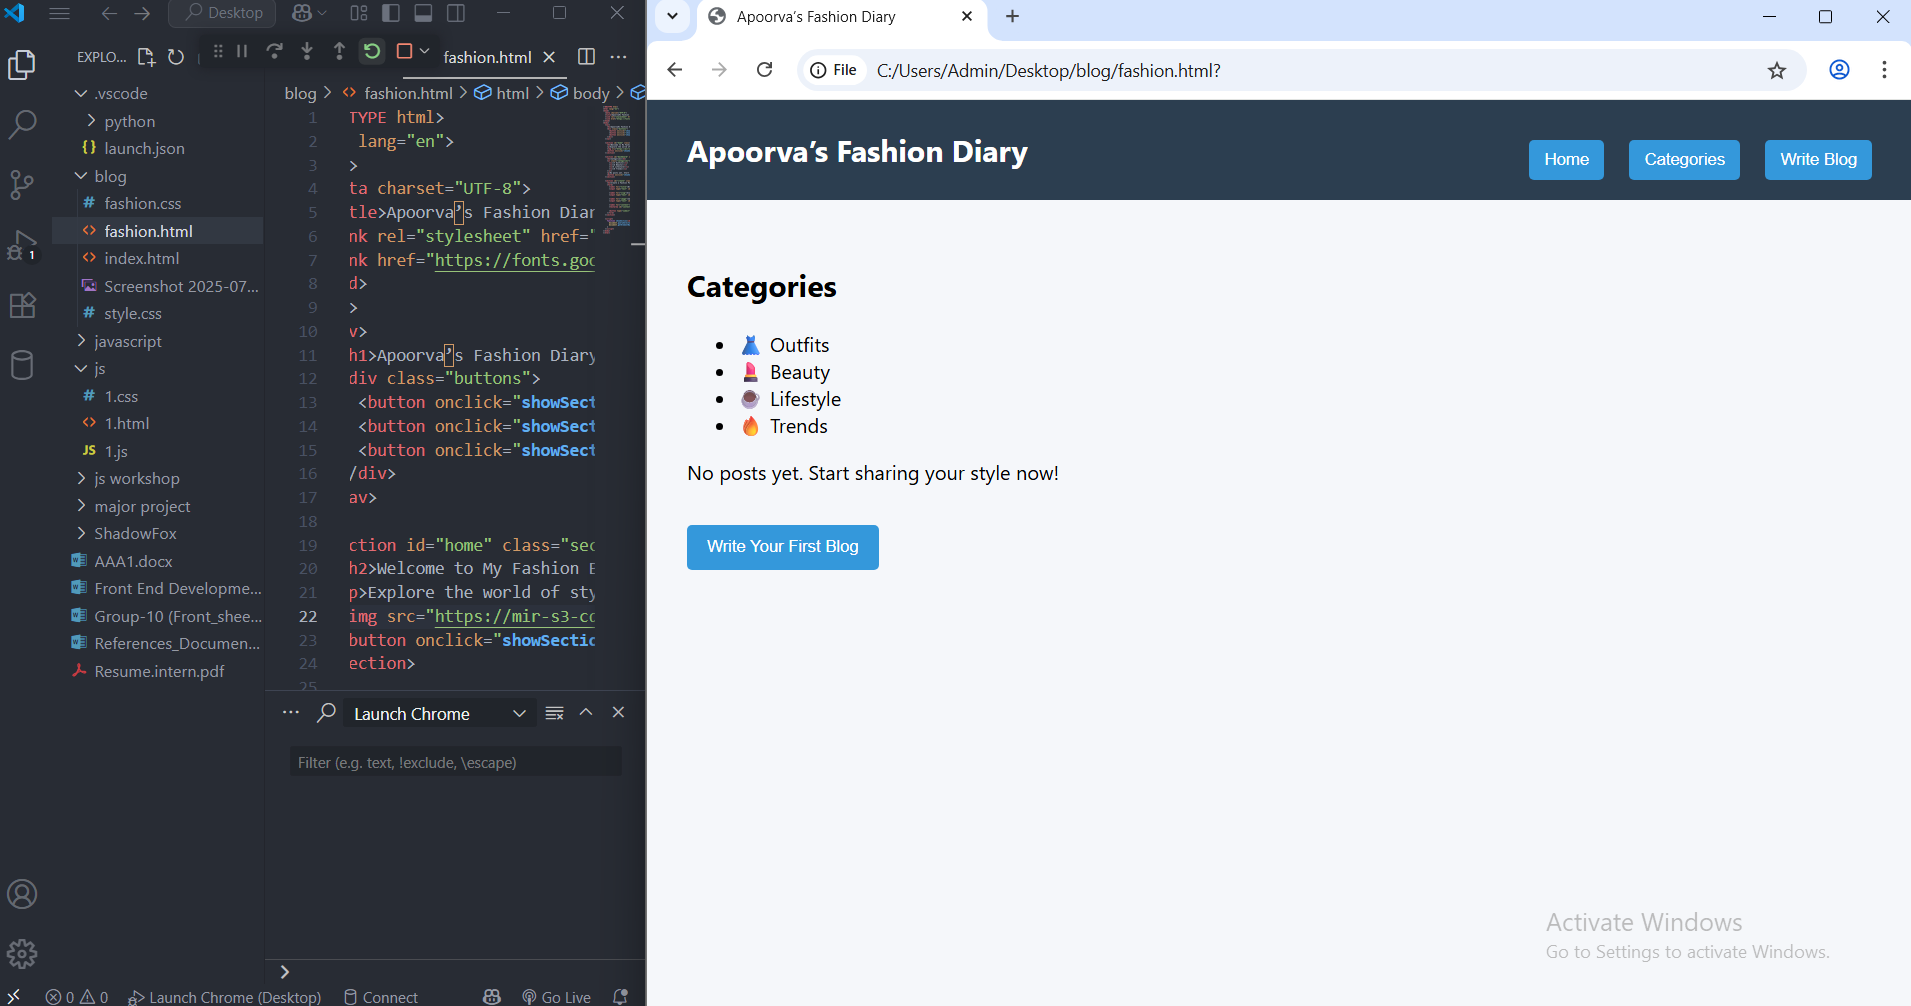 Desktop
EXPLO...
fashion.html
.vscode
python
launch.json
blog
fashion.css
fashion.html
index.html
Screenshot 2025-07...
style.css
javascript
js
1.css
1.html
JS 1.js
js workshop
major project
ShadowFox
AAA1.docx
Front End Developme...
Group-10 (Front_shee...
References_Documen...
Resume.intern.pdf
1
blog > fashion.html > html > body >
1 TYPE html>
2 lang="en">
3 >
4 ta charset="UTF-8">
5 tle>Apoorva’s Fashion Diar
6 nk rel="stylesheet" href="
7 nk href="https://fonts.goo
8 d>
9 >
10 v>
11 h1>Apoorva’s Fashion Diary
12 div class="buttons">
13 <button onclick="showSect
14 <button onclick="showSect
15 <button onclick="showSect
16 /div>
17 av>
18
19 ction id="home" class="sec
20 h2>Welcome to My Fashion B
21 p>Explore the world of sty
22 img src="https://mir-s3-cd
23 button onclick="showSectio
24 ection>
25
Launch Chrome
Filter (e.g. text, !exclude, \escape)
0 0 Launch Chrome (Desktop) Connect Go Live
Apoorva’s Fashion Diary
File C:/Users/Admin/Desktop/blog/fashion.html?
Apoorva’s Fashion Diary
Home Categories Write Blog
Categories
• 👗 Outfits
• 💄 Beauty
• ☕ Lifestyle
• 🔥 Trends
No posts yet. Start sharing your style now!
Write Your First Blog
Activate Windows
Go to Settings to activate Windows.